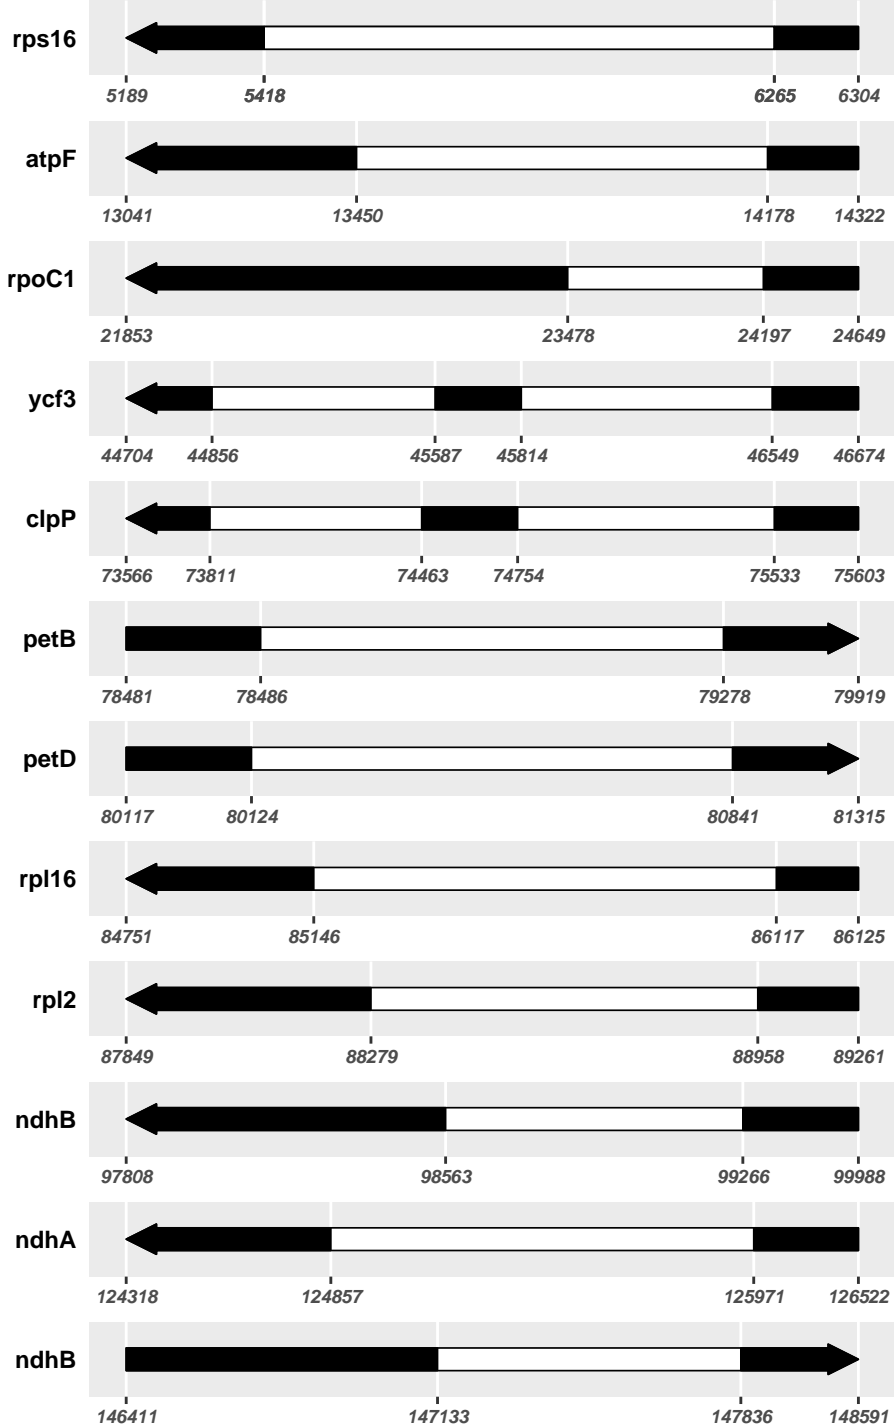 rps16
5189 5418 6265 6304
atpF
13041 13450 14178 14322
rpoC1
21853 23478 24197 24649
ycf3
44704 44856 45587 45814 46549 46674
clpP
73566 73811 74463 74754 75533 75603
petB
78481 78486 79278 79919
petD
80117 80124 80841 81315
rpl16
84751 85146 86117 86125
rpl2
87849 88279 88958 89261
ndhB
97808 98563 99266 99988
ndhA
124318 124857 125971 126522
ndhB
146411 147133 147836 148591